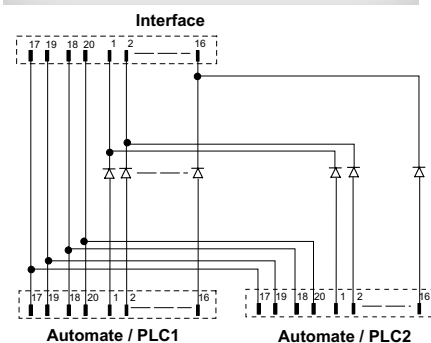 Interface
17 19 18 20 1 2 16
17 19 18 20 1 2 16
17 19 18 20 1 2 16
Automate / PLC1
Automate / PLC2